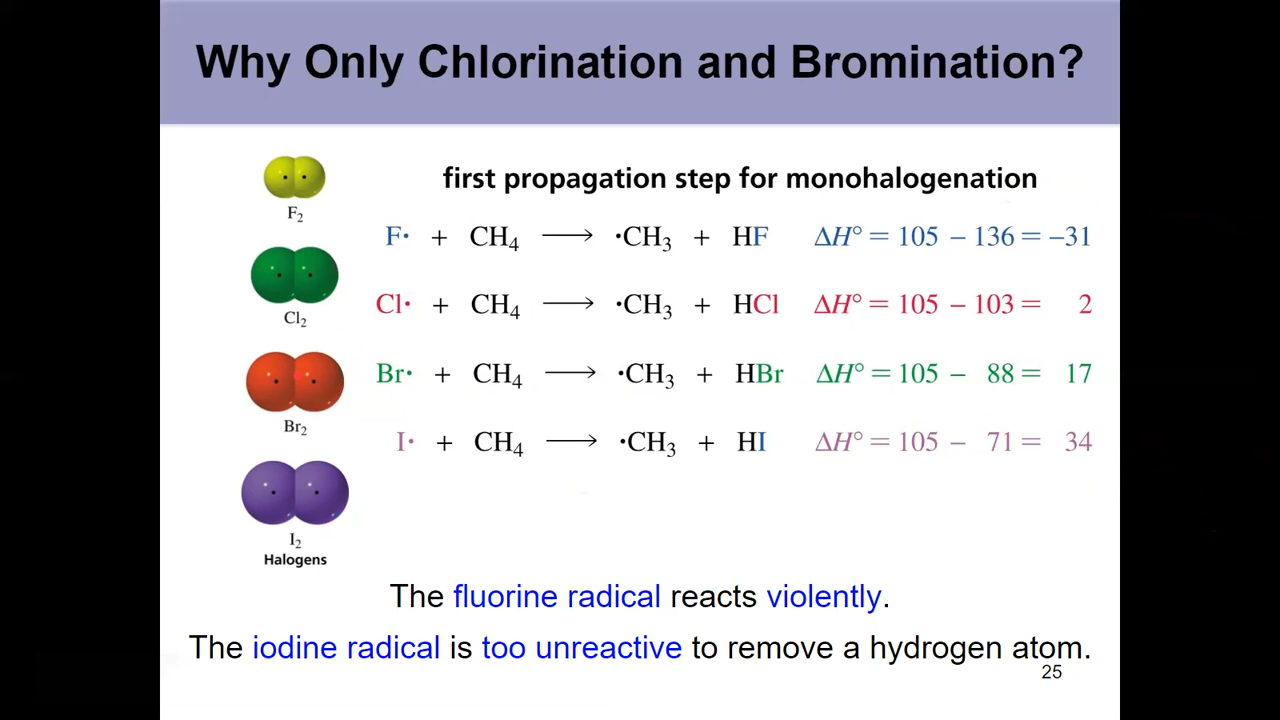 Why Only Chlorination and Bromination?
F₂
first propagation step for monohalogenation
F· + CH₄ ⟶ ·CH₃ + HF ΔH° = 105 – 136 = –31
Cl· + CH₄ ⟶ ·CH₃ + HCl ΔH° = 105 – 103 = 2
Cl₂
Br· + CH₄ ⟶ ·CH₃ + HBr ΔH° = 105 – 88 = 17
Br₂
I· + CH₄ ⟶ ·CH₃ + HI ΔH° = 105 – 71 = 34
I₂
Halogens
The fluorine radical reacts violently.
The iodine radical is too unreactive to remove a hydrogen atom.
25